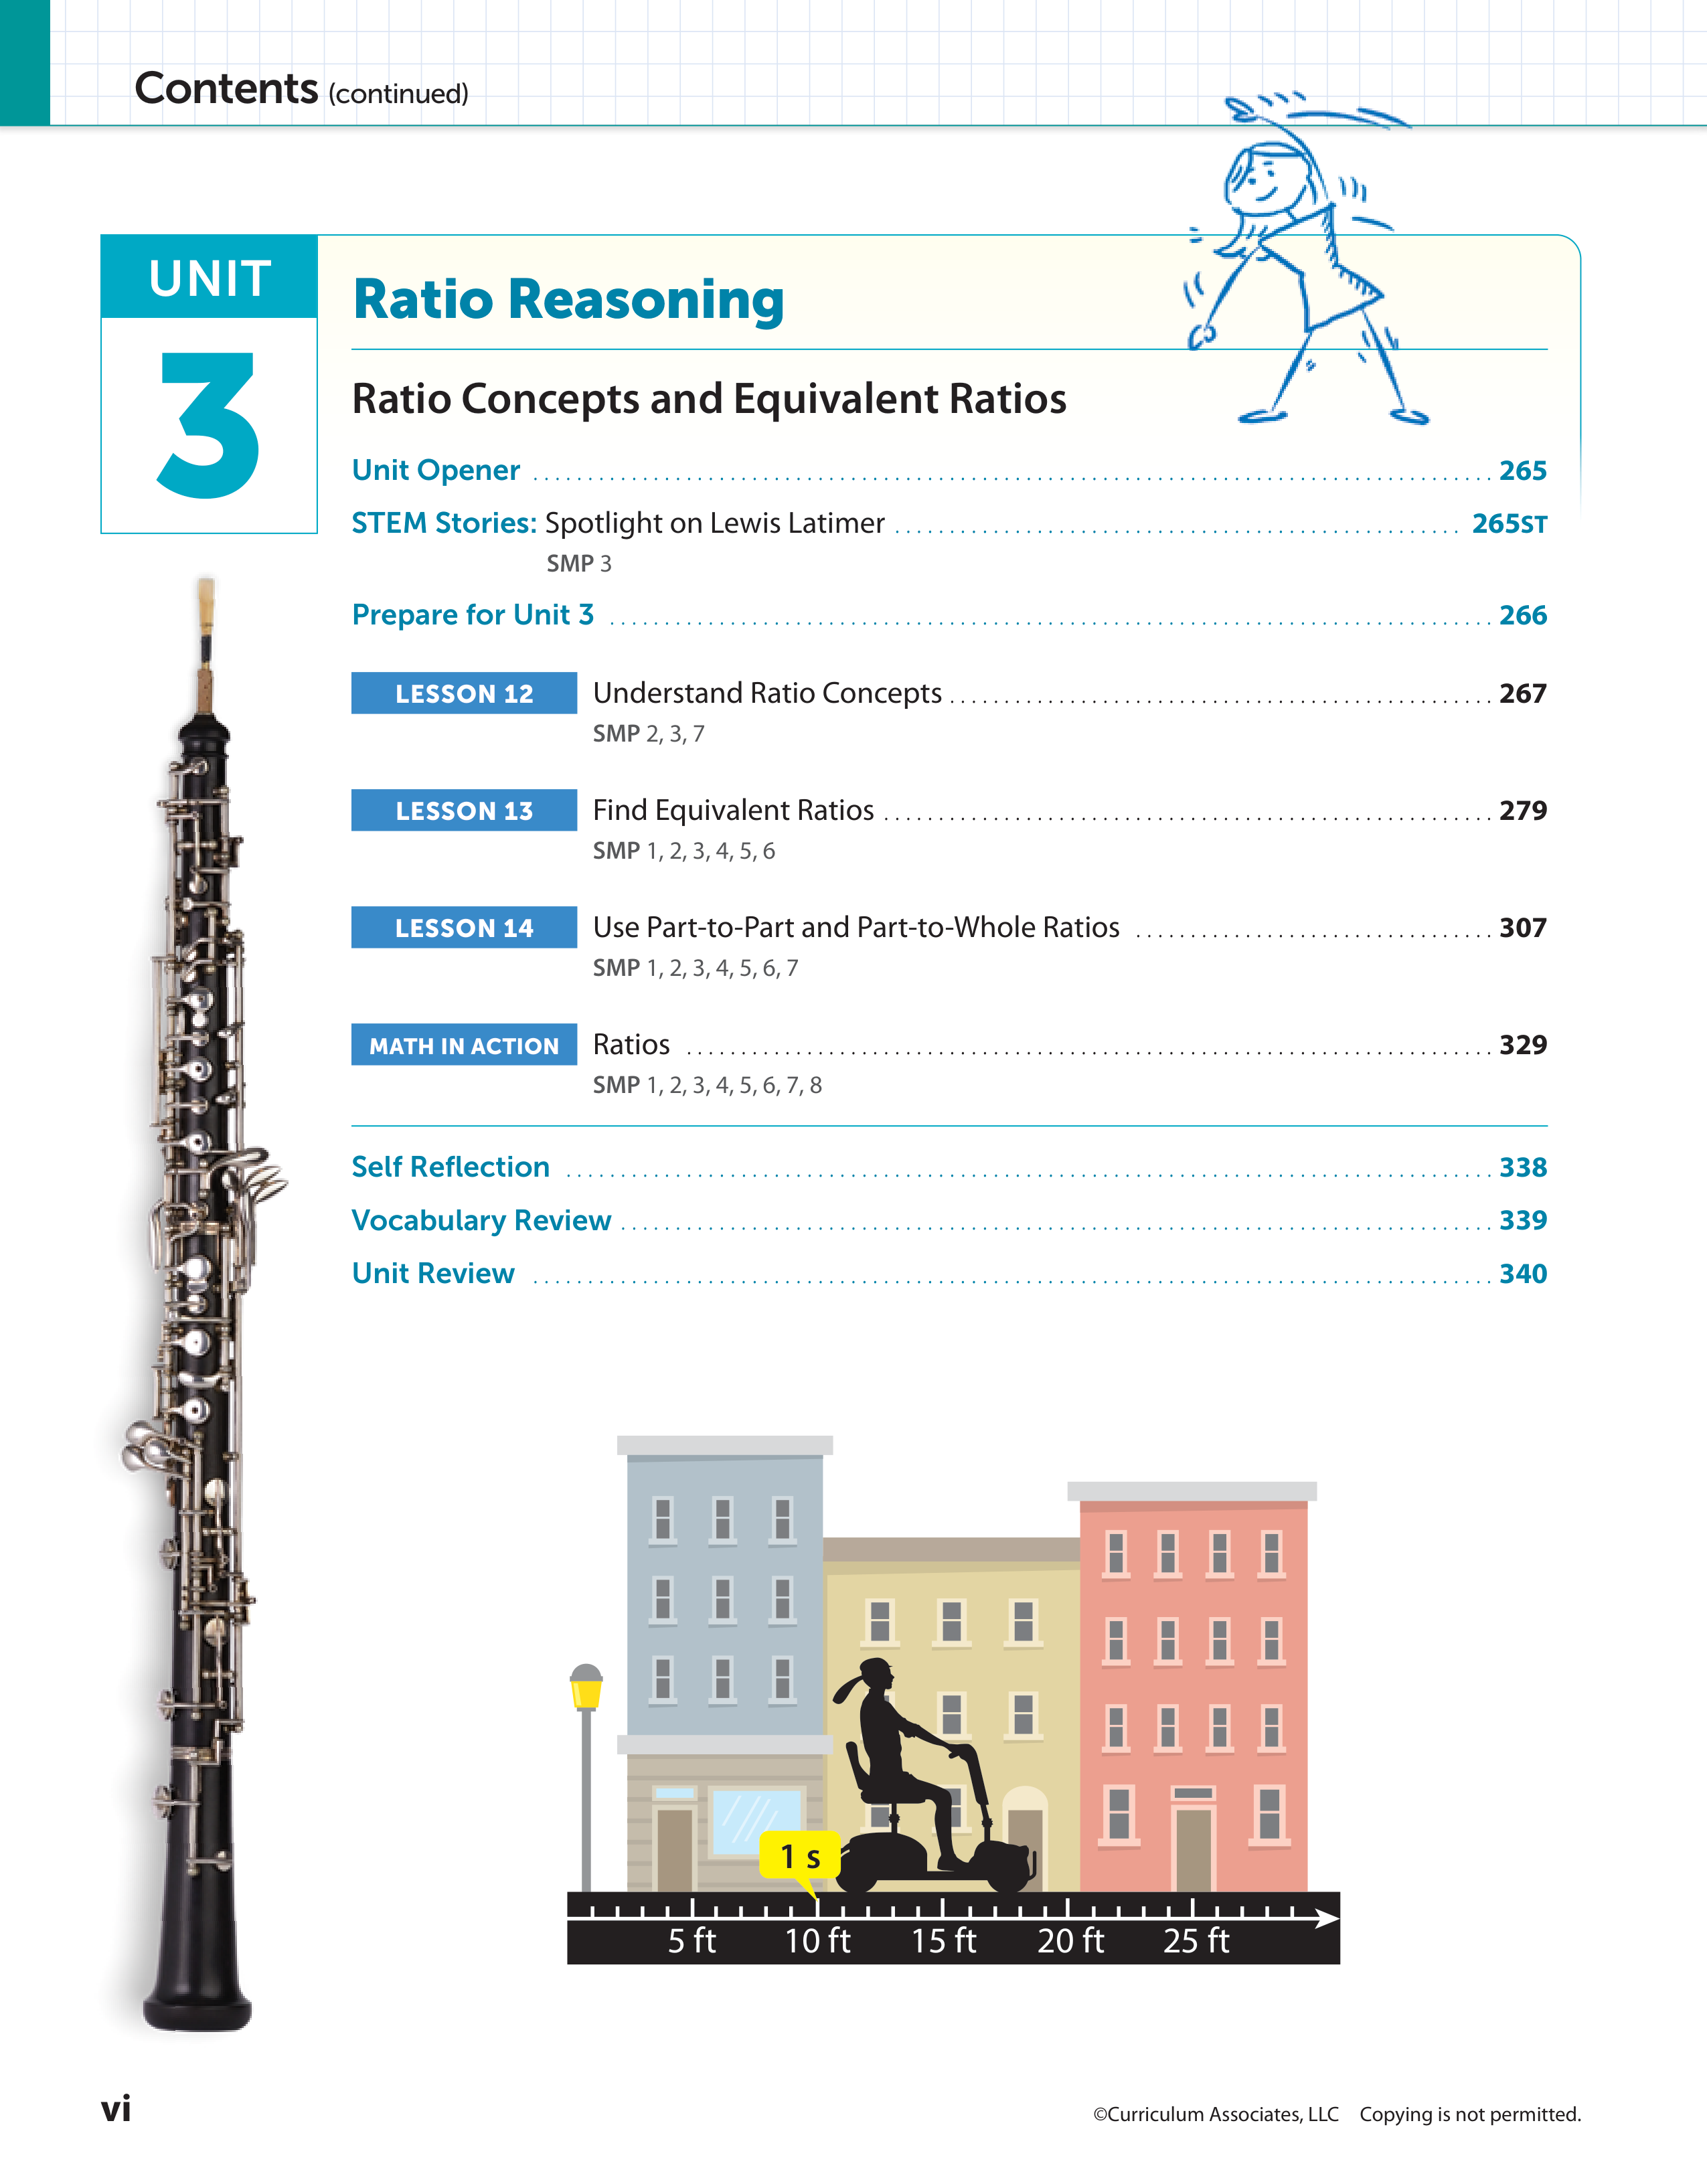 Contents (continued)
UNIT
3
Ratio Reasoning
Ratio Concepts and Equivalent Ratios
Unit Opener 265
STEM Stories: Spotlight on Lewis Latimer 265ST
SMP 3
Prepare for Unit 3 266
LESSON 12 Understand Ratio Concepts 267
SMP 2, 3, 7
LESSON 13 Find Equivalent Ratios 279
SMP 1, 2, 3, 4, 5, 6
LESSON 14 Use Part-to-Part and Part-to-Whole Ratios 307
SMP 1, 2, 3, 4, 5, 6, 7
MATH IN ACTION Ratios 329
SMP 1, 2, 3, 4, 5, 6, 7, 8
Self Reflection 338
Vocabulary Review 339
Unit Review 340
1 s
5 ft 10 ft 15 ft 20 ft 25 ft
vi
©Curriculum Associates, LLC Copying is not permitted.